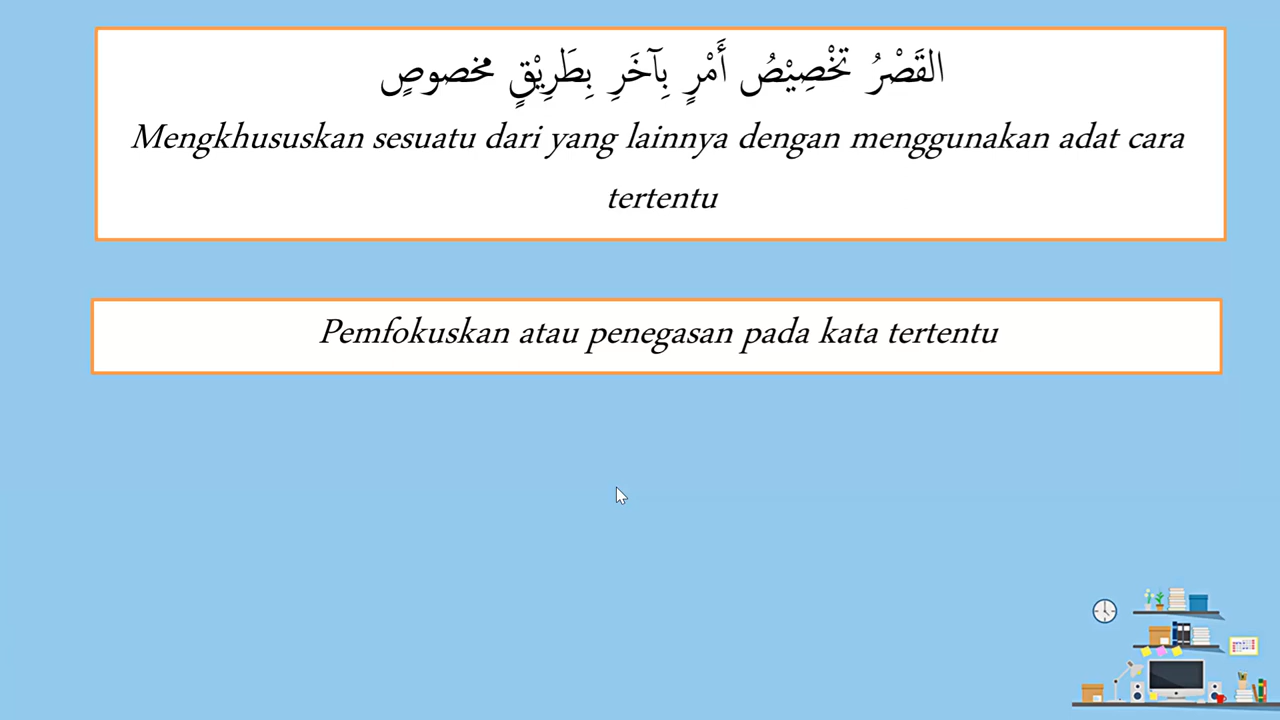 القَصْرُ تَخْصِيْصُ أَمْرٍ بِآخَرِ بِطَرِيْقٍ مخصوصٍ
Mengkhususkan sesuatu dari yang lainnya dengan menggunakan adat cara
tertentu
Pemfokuskan atau penegasan pada kata tertentu